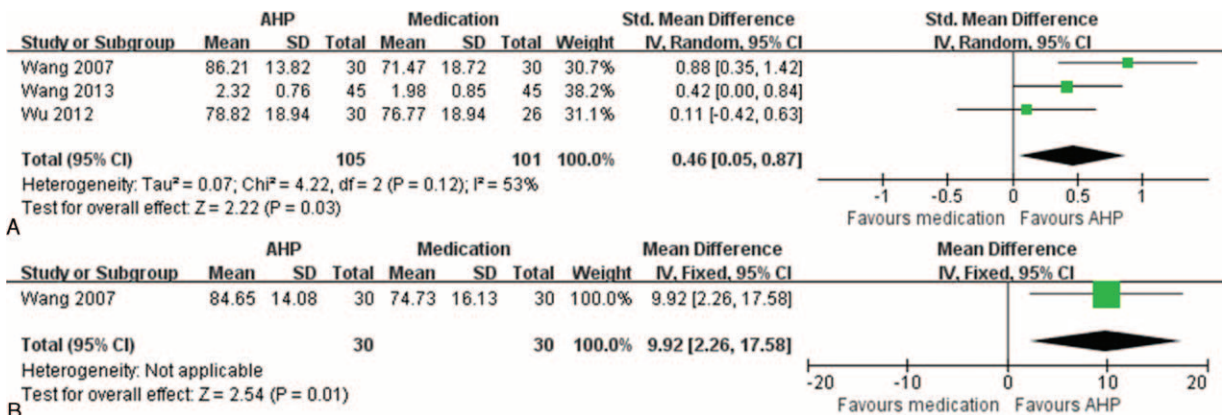 AHP Medication Std. Mean Difference Std. Mean Difference
Study or Subgroup Mean SD Total Mean SD Total Weight IV, Random, 95% CI IV, Random, 95% CI
Wang 2007 86.21 13.82 30 71.47 18.72 30 30.7% 0.88 [0.35, 1.42]
Wang 2013 2.32 0.76 45 1.98 0.85 45 38.2% 0.42 [0.00, 0.84]
Wu 2012 78.82 18.94 30 76.77 18.94 26 31.1% 0.11 [-0.42, 0.63]
Total (95% CI) 105 101 100.0% 0.46 [0.05, 0.87]
Heterogeneity: Tau² = 0.07; Chi² = 4.22, df = 2 (P = 0.12); I² = 53%
Test for overall effect: Z = 2.22 (P = 0.03)
-1 -0.5 0 0.5 1
Favours medication Favours AHP
A
AHP Medication Mean Difference Mean Difference
Study or Subgroup Mean SD Total Mean SD Total Weight IV, Fixed, 95% CI IV, Fixed, 95% CI
Wang 2007 84.65 14.08 30 74.73 16.13 30 100.0% 9.92 [2.26, 17.58]
Total (95% CI) 30 30 100.0% 9.92 [2.26, 17.58]
Heterogeneity: Not applicable
Test for overall effect: Z = 2.54 (P = 0.01)
-20 -10 0 10 20
Favours medication Favours AHP
B